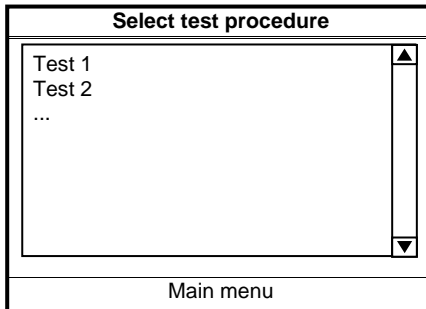 Select test procedure
Test 1
Test 2
...
Main menu